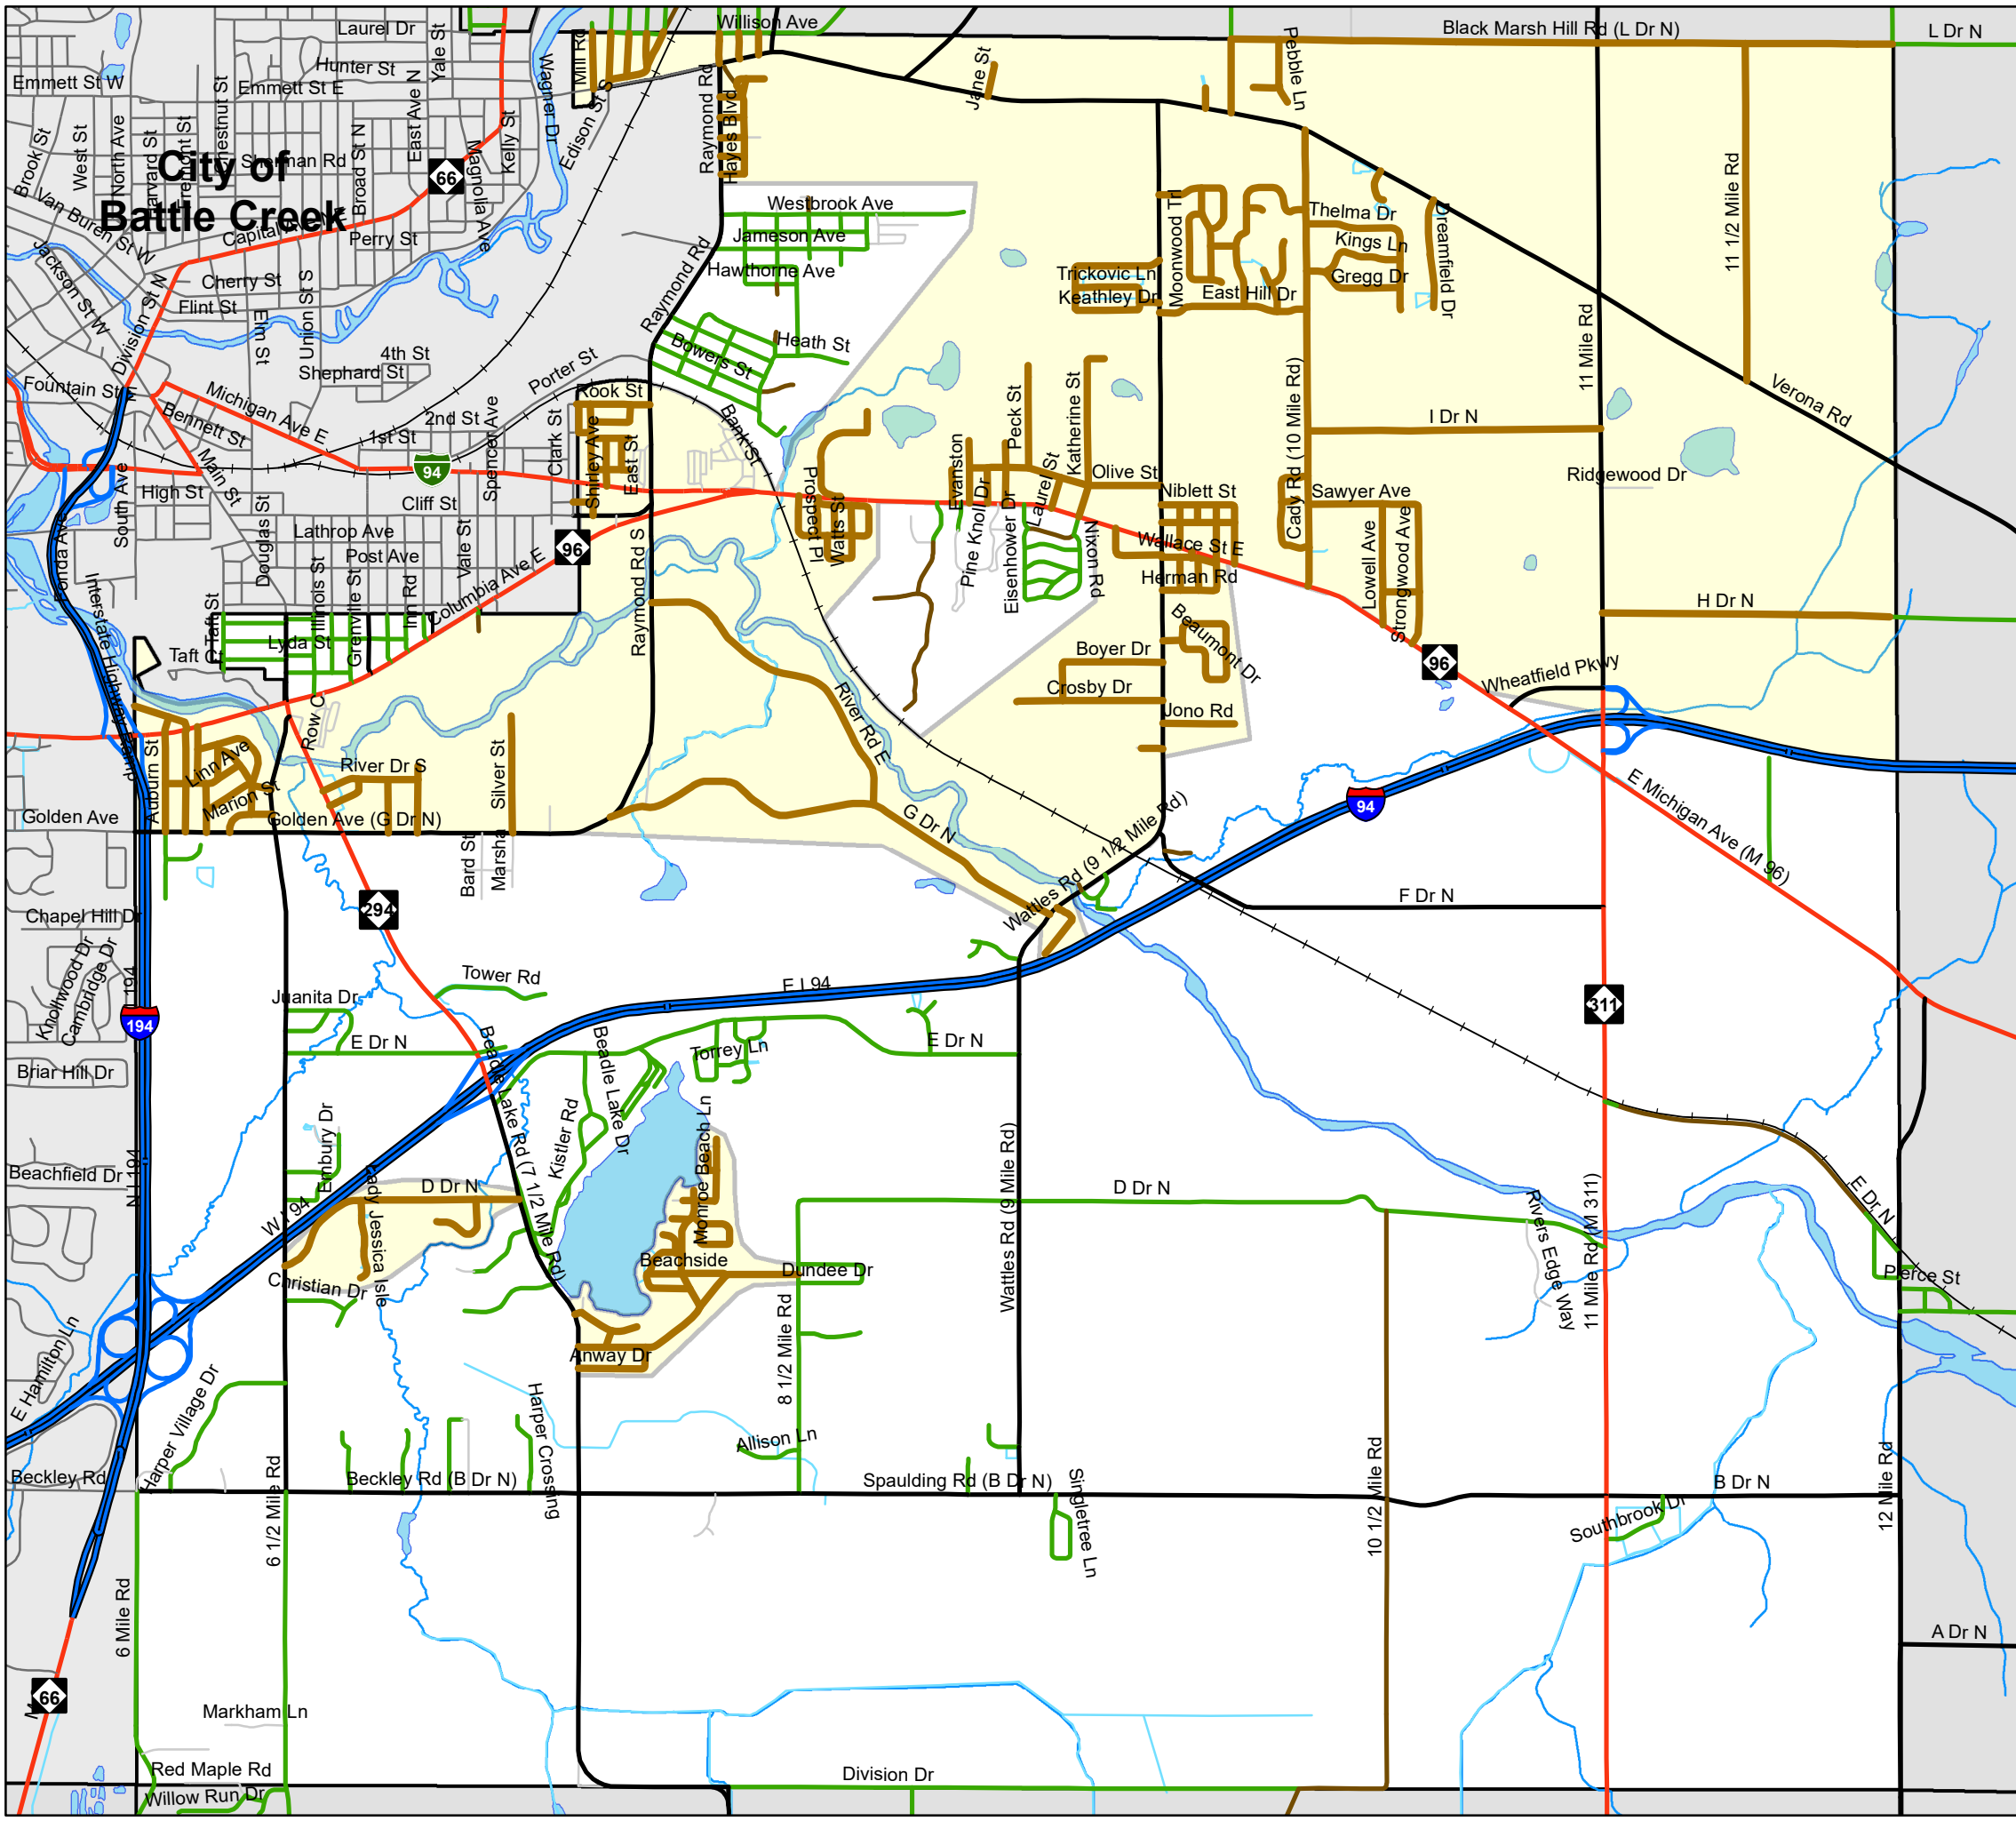 Laurel Dr
Yale St
Willison Ave
Black Marsh Hill Rd (L Dr N)
L Dr N
Emmett St W
Hunter St
Emmett St E
Chestnut St
East Ave N
Kelly St
Wagner Dr
Edison St S
Mill Rd
Raymond Rd
Hayes Blvd
Jane St
Pebble Ln
11 1/2 Mile Rd
Brook St
West St
North Ave
Harvard St
Fremont St
Sherman Rd
Broad St N
Magnolia Ave
66
City of
Battle Creek
Van Buren St W
Jackson St W
Perry St
Cherry St
Flint St
Division St N
Elm St
Union St S
4th St
Shephard St
Porter St
Raymond Rd
Westbrook Ave
Jameson Ave
Hawthorne Ave
Bowers St
Heath St
Moonwood Trl
Trickovic Ln
Keathley Dr
East Hill Dr
Thelma Dr
Kings Ln
Gregg Dr
Dreamfield Dr
11 Mile Rd
Verona Rd
Fountain St E
Bennett St
Michigan Ave E
1st St
2nd St
Spencer Ave
Clark St
Rook St
Shirley Ave
East St
Bank St
94
Main St
High St
South Ave
Cliff St
Peck St
Katherine St
Evanston
Olive St
Laurel St
Niblett St
Cady Rd (10 Mile Rd)
I Dr N
Ridgewood Dr
Sawyer Ave
Lowell Ave
Strongwood Ave
H Dr N
Prospect Pl
Watts St
Pine Knoll Dr
Eisenhower Dr
Nixon Rd
Wallace St E
Herman Rd
Beaumont Dr
Boyer Dr
Crosby Dr
Jono Rd
Fonda Ave
Interstate Highway Ramp
Douglas St
Lathrop Ave
Post Ave
Vale St
Illinois St
Grenville St
Inn Rd
Columbia Ave E
96
Taft St
Taft Ct
Lyda St
Raymond Rd S
River Rd E
96
Wheatfield Pkwy
Row C
Auburn St
Linn Ave
Marion St
River Dr S
Silver St
Golden Ave
Golden Ave (G Dr N)
G Dr N
Wattles Rd (9 1/2 Mile Rd)
94
E Michigan Ave (M 96)
Bard St
Marsha
294
F Dr N
Chapel Hill Dr
Knollwood Dr
Cambridge Dr
194
Juanita Dr
Tower Rd
E I 94
311
Briar Hill Dr
E Dr N
Beadle Lake Rd (7 1/2 Mile Rd)
Beadle Lake Dr
Torrey Ln
E Dr N
Kistler Rd
Monroe Beach Ln
Embury Dr
Beachfield Dr
N I 194
W I 94
Lady Jessica Isle
D Dr N
Wattles Rd (9 Mile Rd)
D Dr N
Rivers Edge Way
11 Mile Rd (M 311)
E Dr N
Pierce St
Christian Dr
Beachside
Dundee Dr
8 1/2 Mile Rd
Anway Dr
E Hamilton Ln
Harper Village Dr
Harper Crossing
Allison Ln
Beckley Rd
Beckley Rd (B Dr N)
Spaulding Rd (B Dr N)
B Dr N
6 1/2 Mile Rd
Singletree Ln
10 1/2 Mile Rd
Southbrook Dr
12 Mile Rd
6 Mile Rd
A Dr N
66
Markham Ln
Red Maple Rd
Willow Run Dr
Division Dr